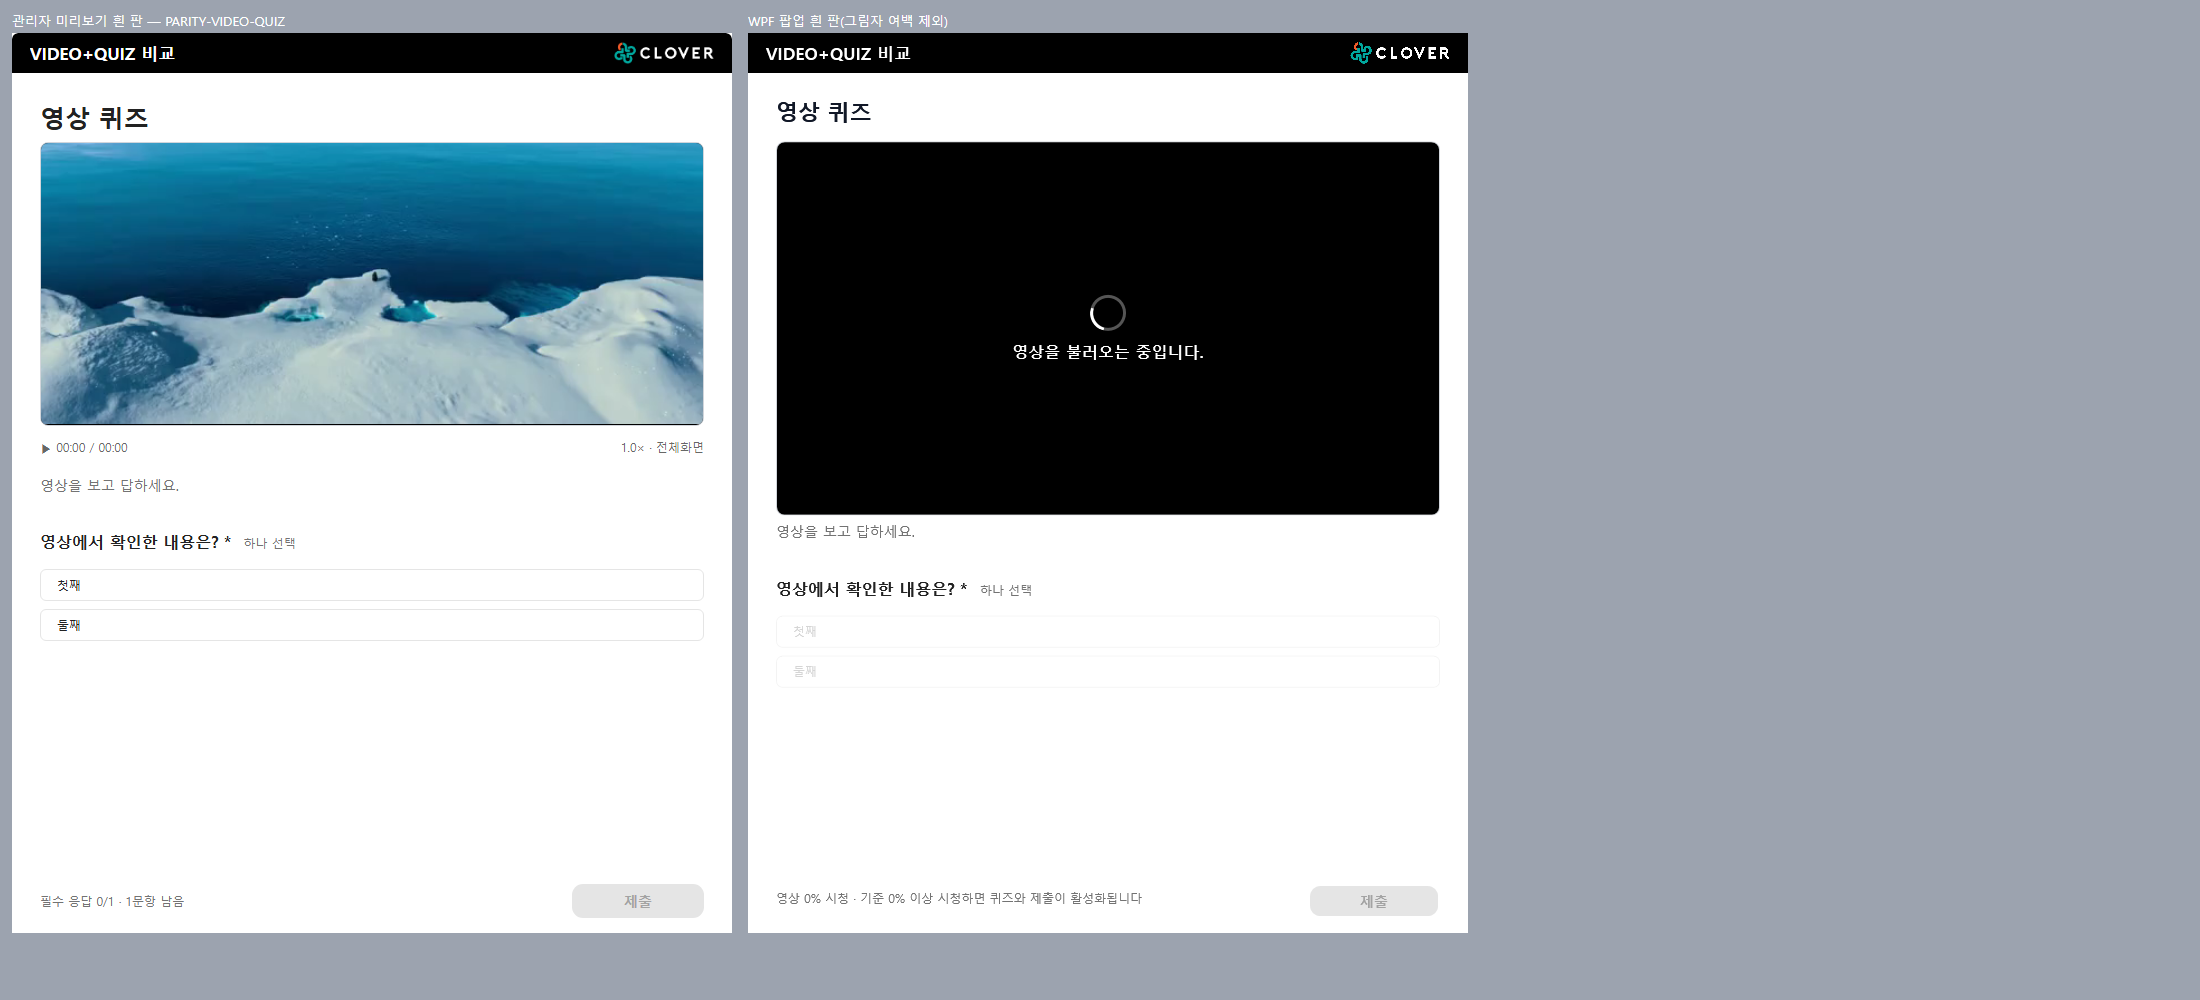 관리자 미리보기 흰 판 — PARITY-VIDEO-QUIZ
VIDEO+QUIZ 비교
CLOVER
영상 퀴즈
▶ 00:00 / 00:00
1.0× · 전체화면
영상을 보고 답하세요.
영상에서 확인한 내용은? * 하나 선택
첫째
둘째
필수 응답 0/1 · 1문항 남음
제출
WPF 팝업 흰 판(그림자 여백 제외)
VIDEO+QUIZ 비교
CLOVER
영상 퀴즈
영상을 불러오는 중입니다.
영상을 보고 답하세요.
영상에서 확인한 내용은? * 하나 선택
첫째
둘째
영상 0% 시청 · 기준 0% 이상 시청하면 퀴즈와 제출이 활성화됩니다
제출